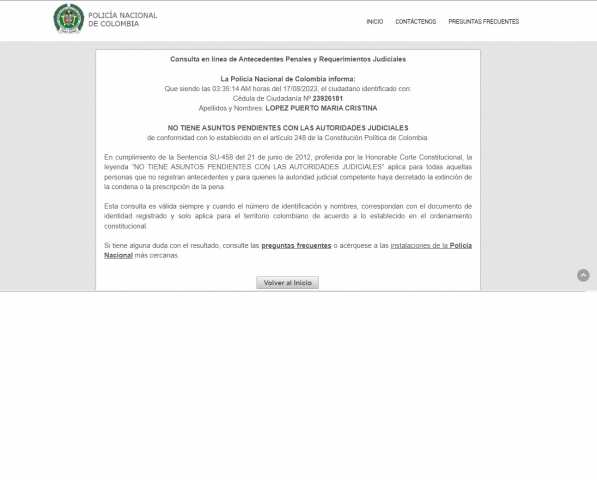 POLICÍA NACIONAL
DE COLOMBIA
INICIO CONTÁCTENOS PREGUNTAS FRECUENTES
Consulta en línea de Antecedentes Penales y Requerimientos Judiciales
La Policía Nacional de Colombia informa:
Que siendo las 03:35:14 AM horas del 17/08/2023, el ciudadano identificado con:
Cédula de Ciudadanía Nº 23926181
Apellidos y Nombres: LOPEZ PUERTO MARIA CRISTINA
NO TIENE ASUNTOS PENDIENTES CON LAS AUTORIDADES JUDICIALES
de conformidad con lo establecido en el artículo 248 de la Constitución Política de Colombia.
En cumplimiento de la Sentencia SU-458 del 21 de junio de 2012, proferida por la Honorable Corte Constitucional, la
leyenda "NO TIENE ASUNTOS PENDIENTES CON LAS AUTORIDADES JUDICIALES" aplica para todas aquellas
personas que no registran antecedentes y para quienes la autoridad judicial competente haya decretado la extinción de
la condena o la prescripción de la pena.
Esta consulta es válida siempre y cuando el número de identificación y nombres, correspondan con el documento de
identidad registrado y solo aplica para el territorio colombiano de acuerdo a lo establecido en el ordenamiento
constitucional.
Si tiene alguna duda con el resultado, consulte las preguntas frecuentes o acérquese a las instalaciones de la Policía
Nacional más cercanas.
Volver al Inicio